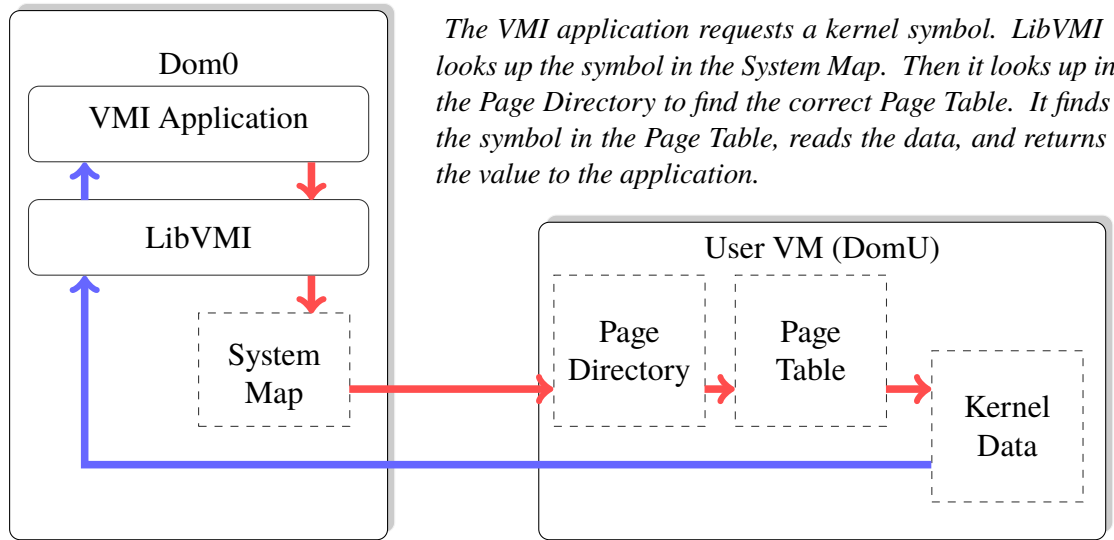 The VMI application requests a kernel symbol. LibVMI
looks up the symbol in the System Map. Then it looks up in
the Page Directory to find the correct Page Table. It finds
the symbol in the Page Table, reads the data, and returns
the value to the application.
Dom0
VMI Application
LibVMI
System
Map
User VM (DomU)
Page
Directory
Page
Table
Kernel
Data